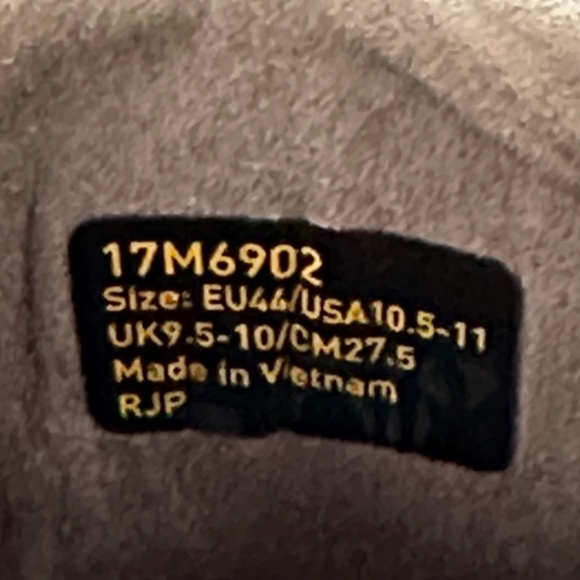 17M6902
Size: EU44/USA10.5-11
UK9.5-10/CM27.5
Made in Vietnam
RJP